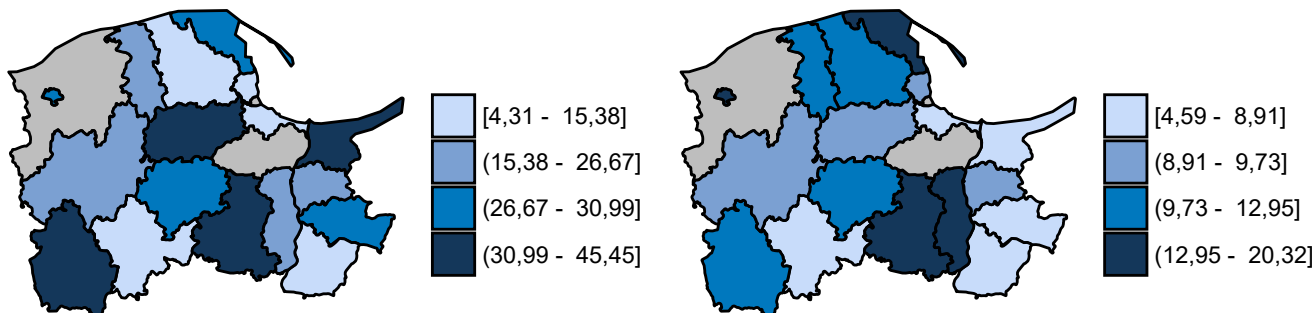 [4,31 - 15,38]
(15,38 - 26,67]
(26,67 - 30,99]
(30,99 - 45,45]
[4,59 - 8,91]
(8,91 - 9,73]
(9,73 - 12,95]
(12,95 - 20,32]